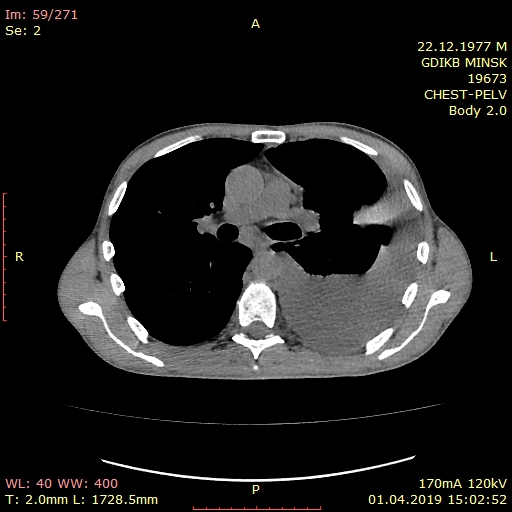 Im: 59/271
Se: 2
A
22.12.1977 M
GDIKB MINSK
19673
CHEST-PELV
Body 2.0
R
L
WL: 40 WW: 400
T: 2.0mm L: 1728.5mm
P
170mA 120kV
01.04.2019 15:02:52